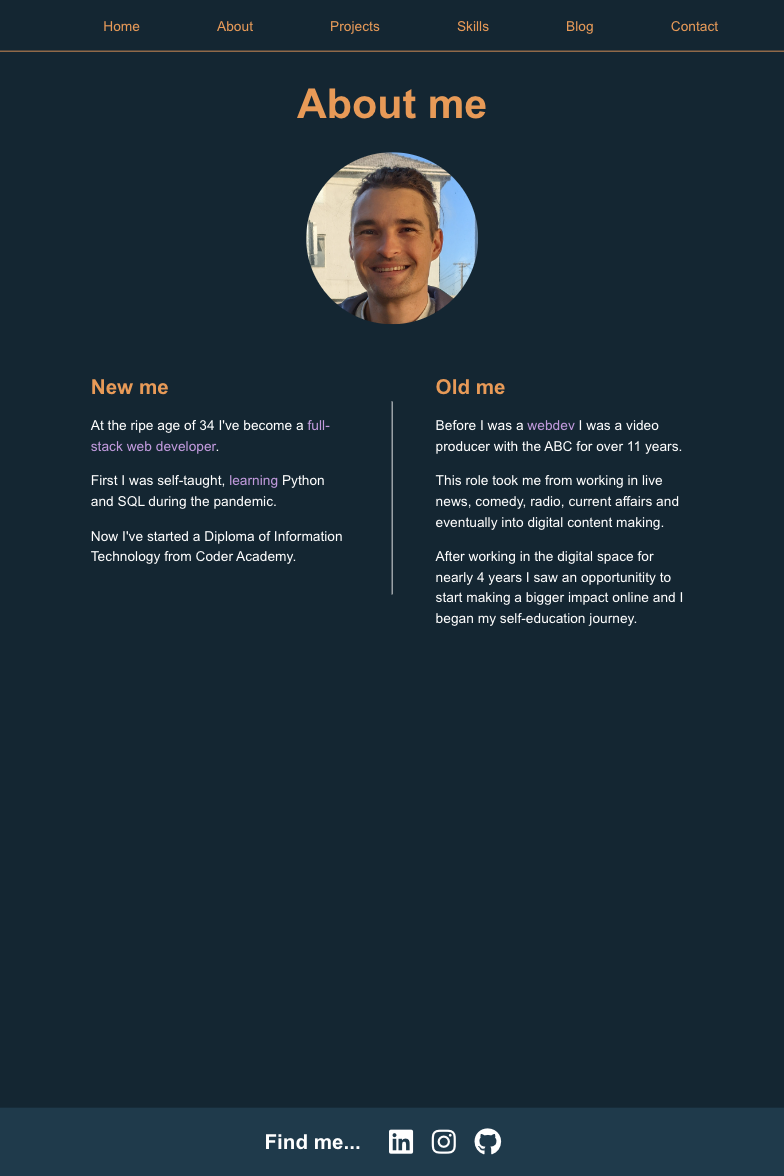 Home About Projects Skills Blog Contact
About me
New me
At the ripe age of 34 I've become a full-
stack web developer.
First I was self-taught, learning Python
and SQL during the pandemic.
Now I've started a Diploma of Information
Technology from Coder Academy.
Old me
Before I was a webdev I was a video
producer with the ABC for over 11 years.
This role took me from working in live
news, comedy, radio, current affairs and
eventually into digital content making.
After working in the digital space for
nearly 4 years I saw an opportunitity to
start making a bigger impact online and I
began my self-education journey.
Find me... in